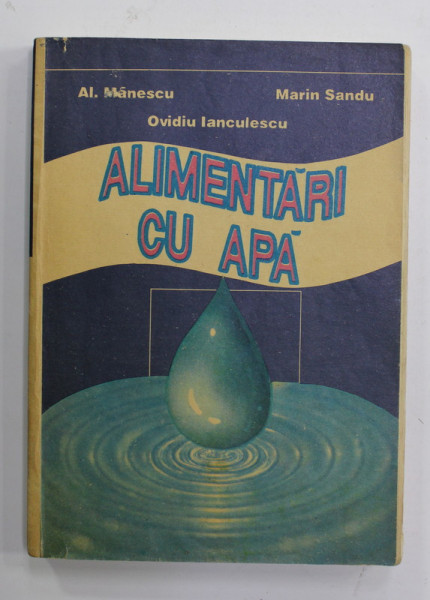 Al. Mănescu Marin Sandu
Ovidiu Ianculescu
ALIMENTĂRI
CU APĂ